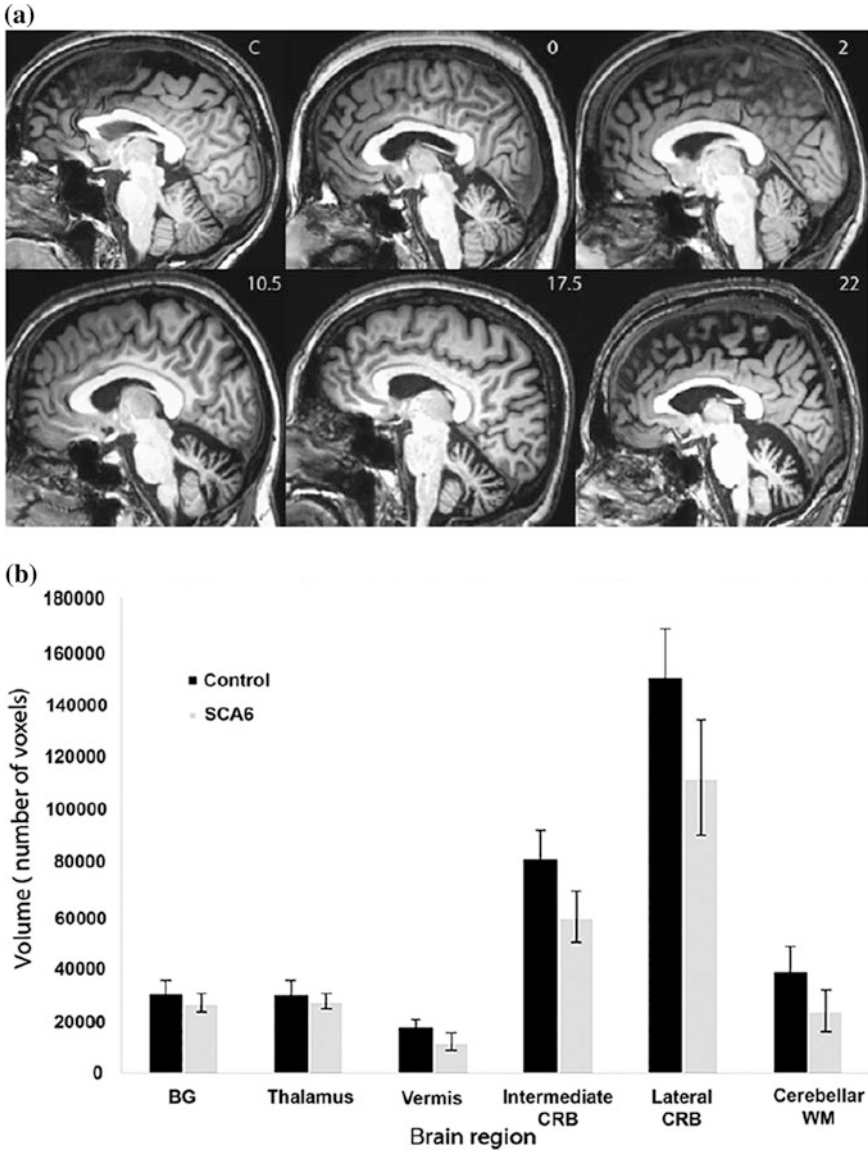 (a)
C
0
2
10.5
17.5
22
(b)
180000
160000
140000
120000
100000
80000
60000
40000
20000
0
Volume ( number of voxels)
Control
SCA6
BG
Thalamus
Vermis
Intermediate
CRB
Lateral
CRB
Cerebellar
WM
Brain region